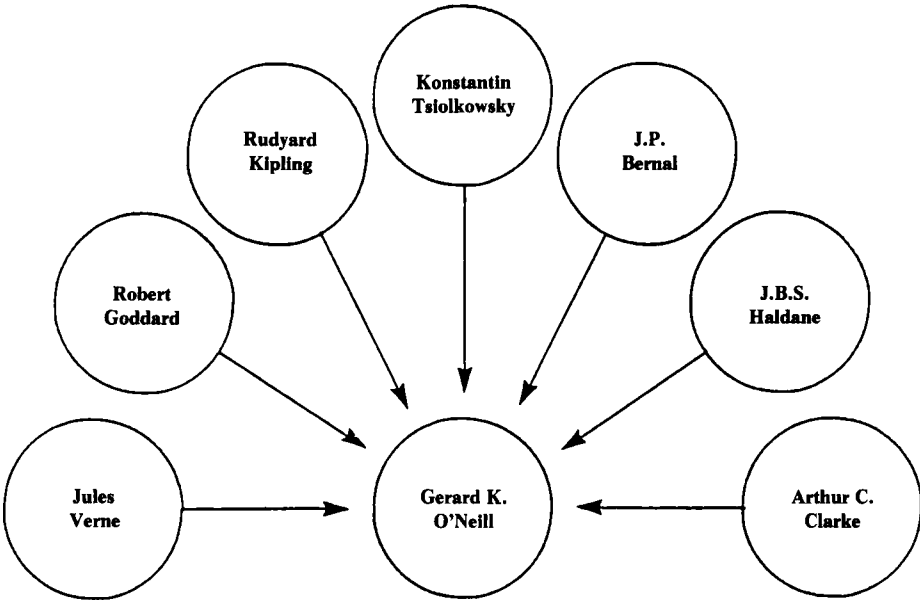 Konstantin
Tsiolkowsky
Rudyard
Kipling
J.P.
Bernal
Robert
Goddard
J.B.S.
Haldane
Jules
Verne
Gerard K.
O'Neill
Arthur C.
Clarke